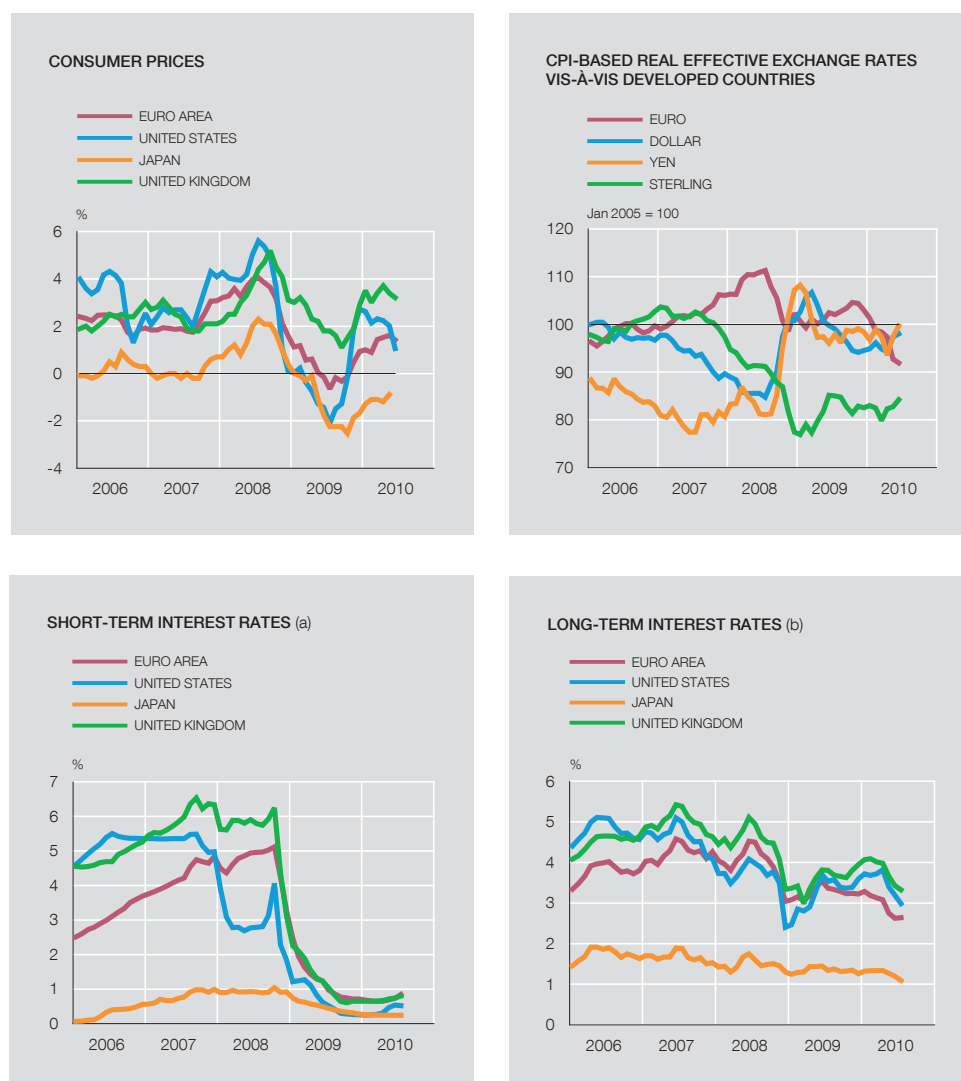 CONSUMER PRICES
EURO AREA
UNITED STATES
JAPAN
UNITED KINGDOM
%
6
4
2
0
-2
-4
2006 2007 2008 2009 2010
CPI-BASED REAL EFFECTIVE EXCHANGE RATES
VIS-À-VIS DEVELOPED COUNTRIES
EURO
DOLLAR
YEN
STERLING
Jan 2005 = 100
120
110
100
90
80
70
2006 2007 2008 2009 2010
SHORT-TERM INTEREST RATES (a)
EURO AREA
UNITED STATES
JAPAN
UNITED KINGDOM
%
7
6
5
4
3
2
1
0
2006 2007 2008 2009 2010
LONG-TERM INTEREST RATES (b)
EURO AREA
UNITED STATES
JAPAN
UNITED KINGDOM
%
6
5
4
3
2
1
0
2006 2007 2008 2009 2010